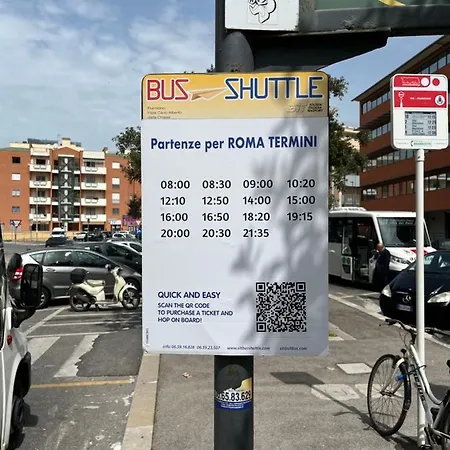 BUS SHUTTLE
Partenze per ROMA TERMINI
08:00 08:30 09:00 10:20
12:10 12:50 14:00 15:00
16:00 16:50 18:20 19:15
20:00 20:30 21:35
QUICK AND EASY
SCAN THE QR CODE
TO PURCHASE A TICKET AND
HOP ON BOARD!